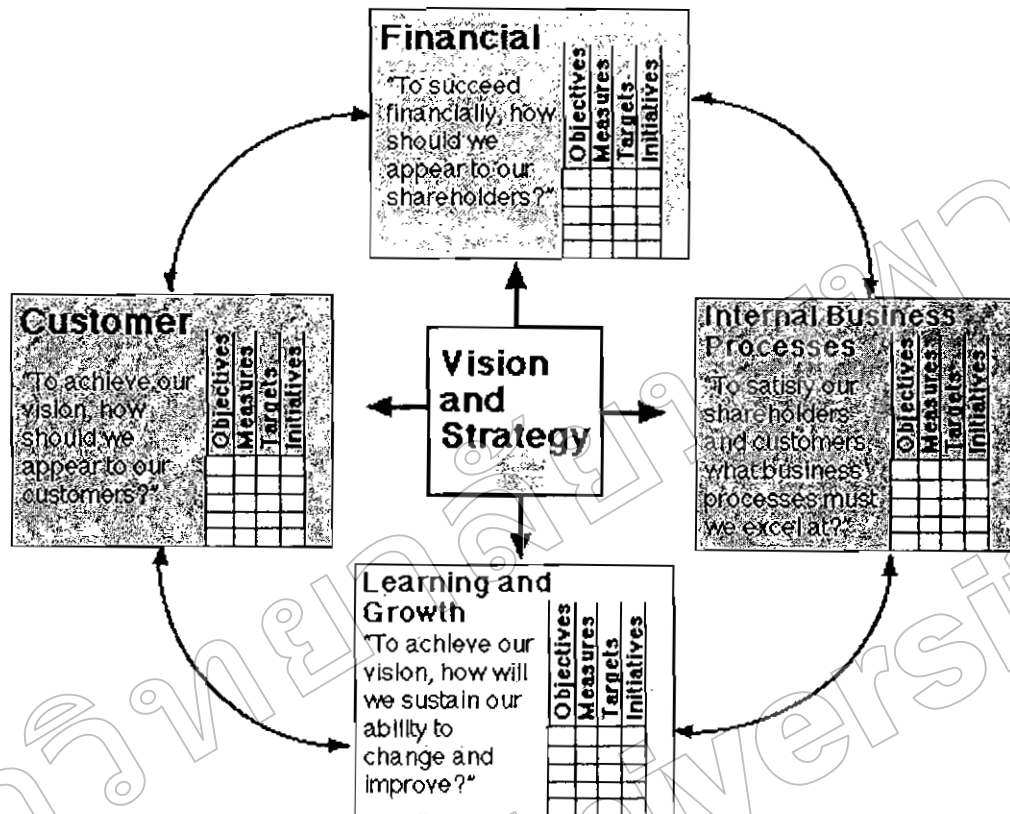 Financial
"To succeed
financially, how
should we
appear to our
shareholders?"
Objectives
Measures
Targets
Initiatives
Customer
"To achieve our
vision, how
should we
appear to our
customers?"
Objectives
Measures
Targets
Initiatives
Vision
and
Strategy
Internal Business
Processes
"To satisfy our
shareholders
and customers,
what business
processes must
we excel at?"
Objectives
Measures
Targets
Initiatives
Learning and
Growth
"To achieve our
vision, how will
we sustain our
ability to
change and
improve?"
Objectives
Measures
Targets
Initiatives